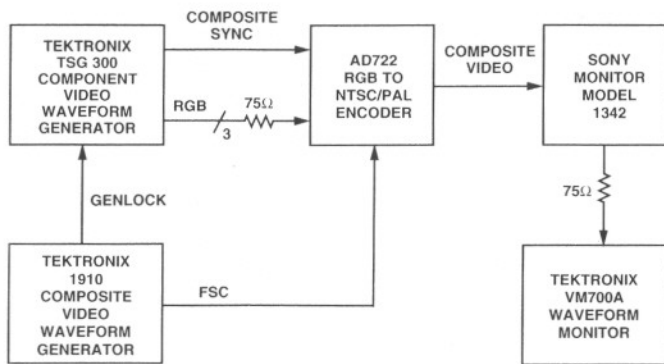 COMPOSITE
SYNC
TEKTRONIX
TSG 300
COMPONENT
VIDEO
WAVEFORM
GENERATOR
RGB
3
75Ω
AD722
RGB TO
NTSC/PAL
ENCODER
COMPOSITE
VIDEO
SONY
MONITOR
MODEL
1342
75Ω
GENLOCK
TEKTRONIX
1910
COMPOSITE
VIDEO
WAVEFORM
GENERATOR
FSC
TEKTRONIX
VM700A
WAVEFORM
MONITOR